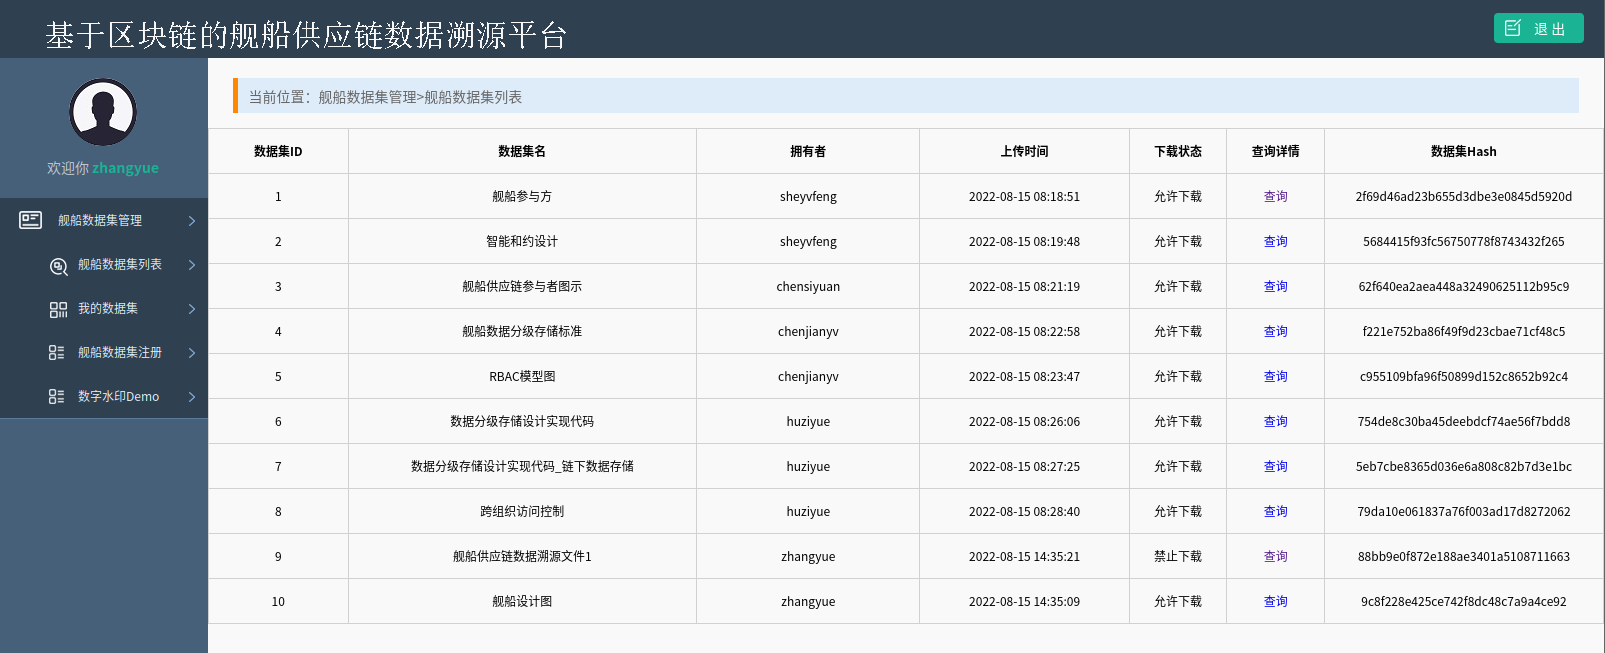 基于区块链的舰船供应链数据溯源平台
退 出
欢迎你 zhangyue
舰船数据集管理
舰船数据集列表
我的数据集
舰船数据集注册
数字水印Demo
当前位置：舰船数据集管理>舰船数据集列表
数据集ID 数据集名 拥有者 上传时间 下载状态 查询详情 数据集Hash
1 舰船参与方 sheyvfeng 2022-08-15 08:18:51 允许下载 查询 2f69d46ad23b655d3dbe3e0845d5920d
2 智能和约设计 sheyvfeng 2022-08-15 08:19:48 允许下载 查询 5684415f93fc56750778f8743432f265
3 舰船供应链参与者图示 chensiyuan 2022-08-15 08:21:19 允许下载 查询 62f640ea2aea448a32490625112b95c9
4 舰船数据分级存储标准 chenjianyv 2022-08-15 08:22:58 允许下载 查询 f221e752ba86f49f9d23cbae71cf48c5
5 RBAC模型图 chenjianyv 2022-08-15 08:23:47 允许下载 查询 c955109bfa96f50899d152c8652b92c4
6 数据分级存储设计实现代码 huziyue 2022-08-15 08:26:06 允许下载 查询 754de8c30ba45deebdcf74ae56f7bdd8
7 数据分级存储设计实现代码_链下数据存储 huziyue 2022-08-15 08:27:25 允许下载 查询 5eb7cbe8365d036e6a808c82b7d3e1bc
8 跨组织访问控制 huziyue 2022-08-15 08:28:40 允许下载 查询 79da10e061837a76f003ad17d8272062
9 舰船供应链数据溯源文件1 zhangyue 2022-08-15 14:35:21 禁止下载 查询 88bb9e0f872e188ae3401a5108711663
10 舰船设计图 zhangyue 2022-08-15 14:35:09 允许下载 查询 9c8f228e425ce742f8dc48c7a9a4ce92